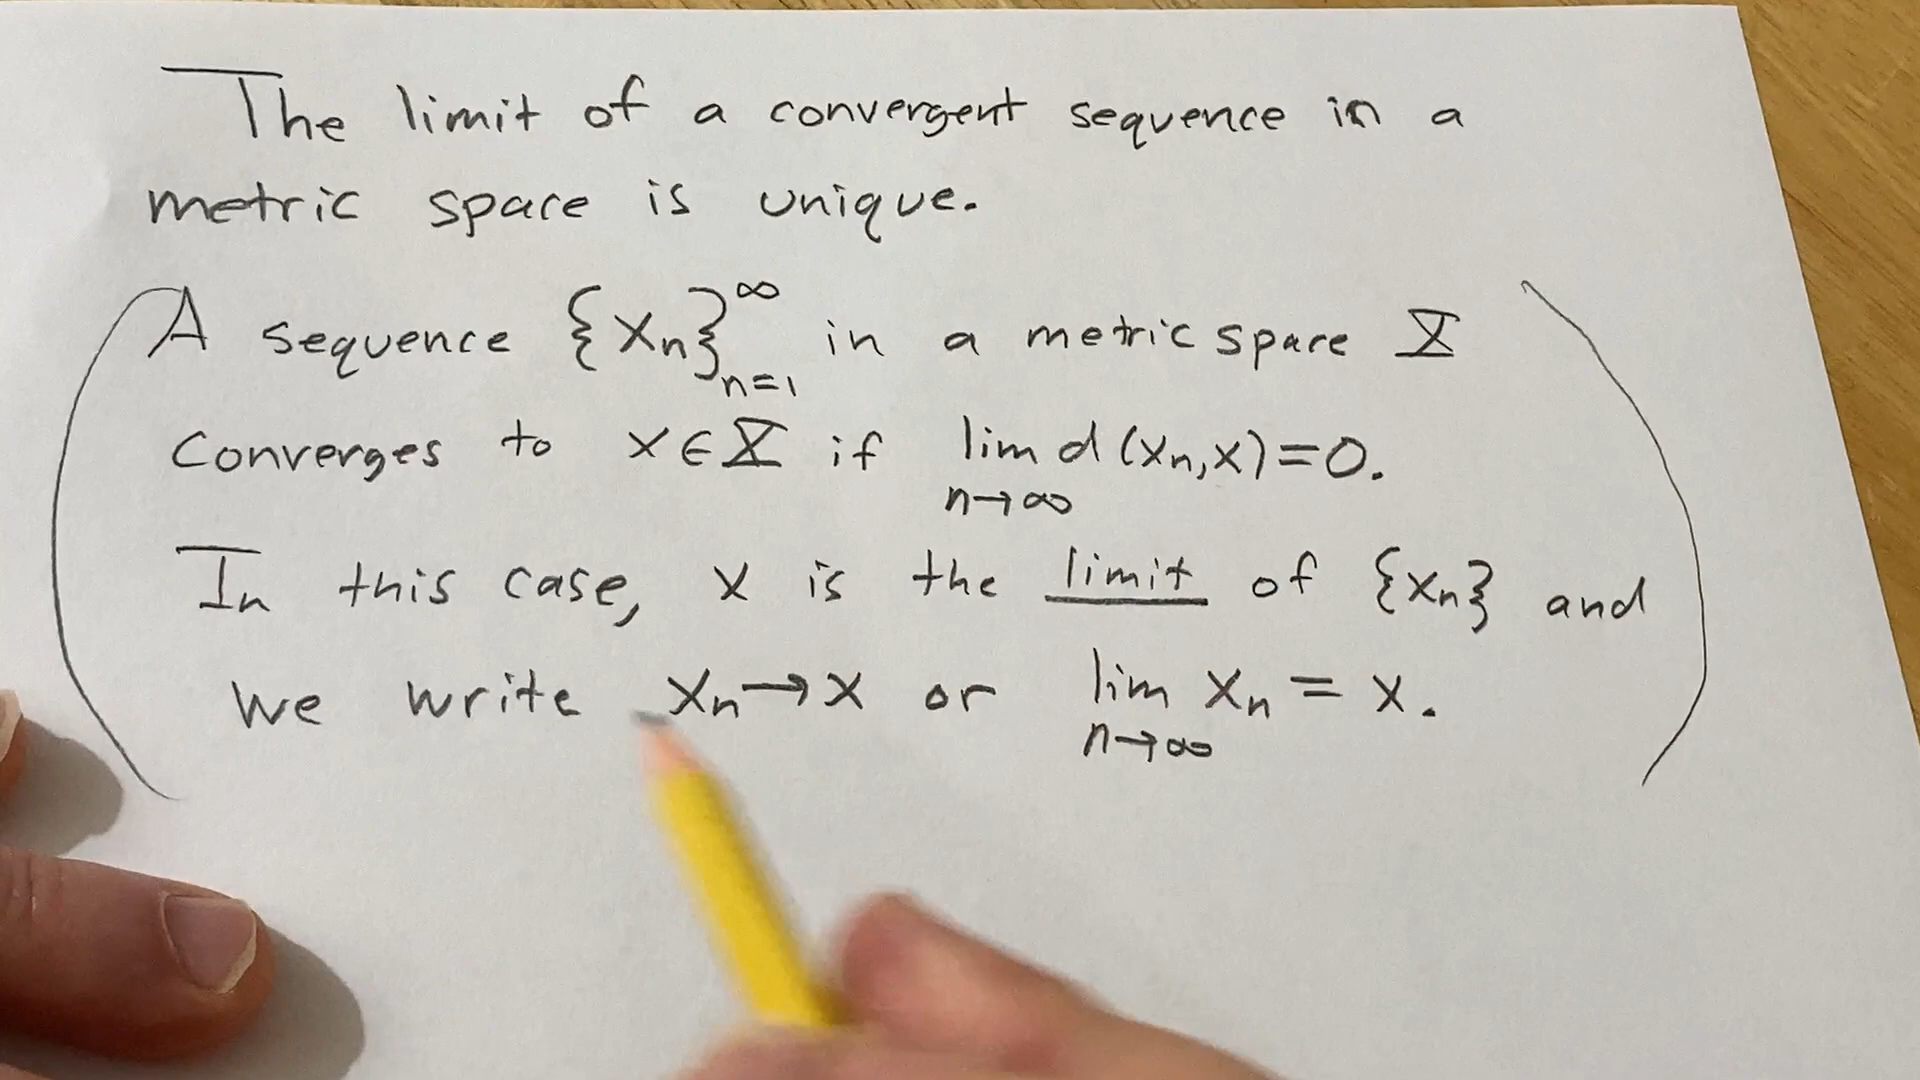 The limit of a convergent sequence in a
metric space is unique.
A sequence {xₙ}ₙ₌₁^∞ in a metric space X
Converges to x∈X if lim n→∞ d(xₙ,x)=0.
In this case, x is the limit of {xₙ} and
we write xₙ→x or lim n→∞ xₙ = x.